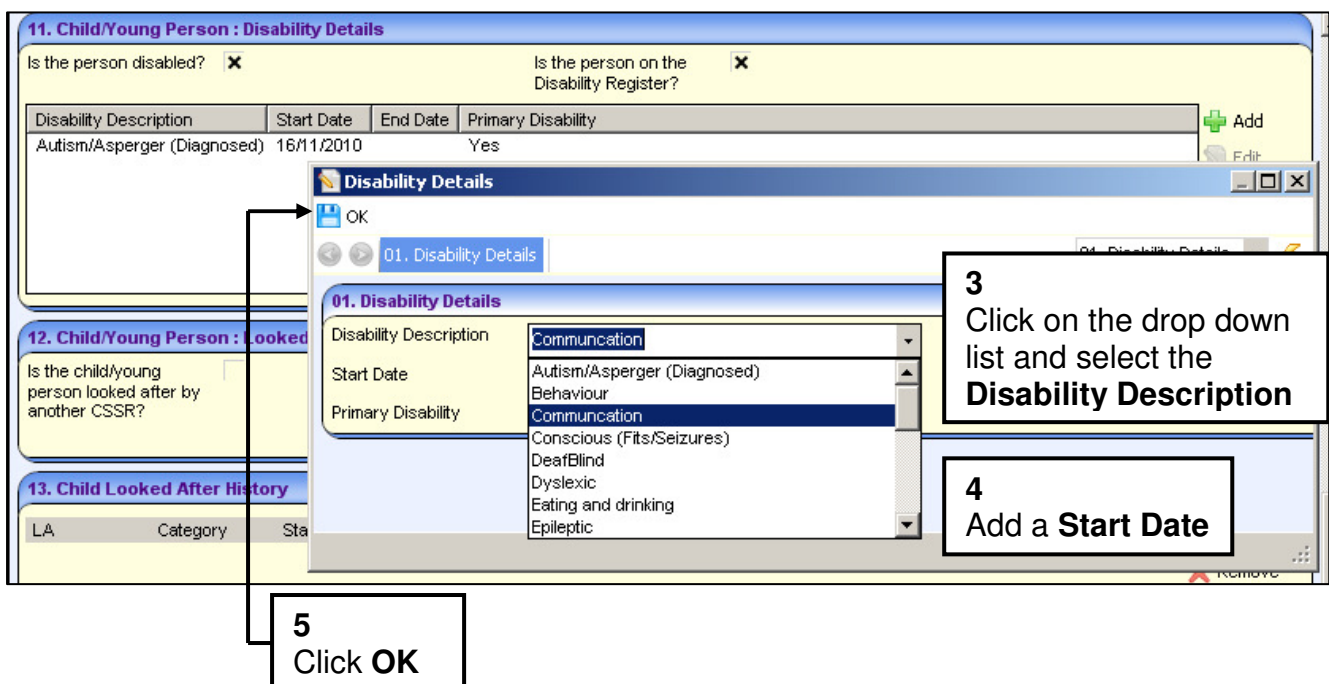 11. Child/Young Person : Disability Details
Is the person disabled?
Is the person on the
Disability Register?
Disability Description Start Date End Date Primary Disability
Add
Autism/Asperger (Diagnosed) 16/11/2010 Yes
Edit
Disability Details
OK
01. Disability Details
01. Disability Details
01. Disability Details
Disability Description Communcation
Start Date
Primary Disability
Autism/Asperger (Diagnosed)
Behaviour
Communcation
Conscious (Fits/Seizures)
DeafBlind
Dyslexic
Eating and drinking
Epileptic
3
Click on the drop down
list and select the
Disability Description
4
Add a Start Date
12. Child/Young Person : Looked
Is the child/young
person looked after by
another CSSR?
13. Child Looked After History
LA Category Sta
Remove
5
Click OK